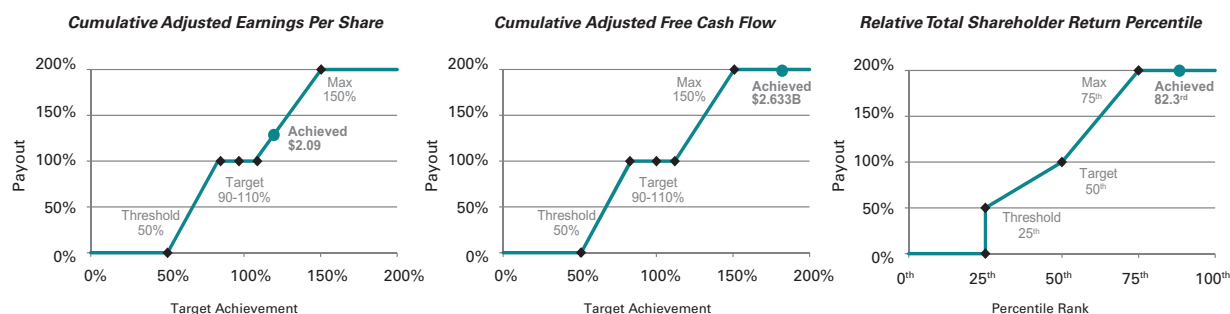 Cumulative Adjusted Earnings Per Share
200%
150%
100%
50%
0%
Payout
Max
150%
Achieved
$2.09
Target
90-110%
Threshold
50%
0%
50%
100%
150%
200%
Target Achievement
Cumulative Adjusted Free Cash Flow
200%
150%
100%
50%
0%
Payout
Max
150%
Achieved
$2.633B
Target
90-110%
Threshold
50%
0%
50%
100%
150%
200%
Target Achievement
Relative Total Shareholder Return Percentile
200%
150%
100%
50%
0%
Payout
Max
75th
Achieved
82.3rd
Target
50th
Threshold
25th
0th
25th
50th
75th
100th
Percentile Rank